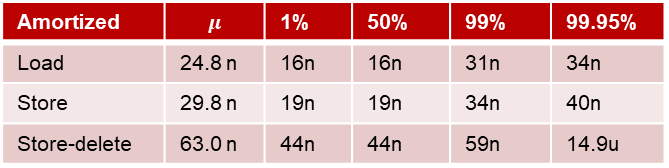 Amortized μ 1% 50% 99% 99.95%
Load 24.8 n 16n 16n 31n 34n
Store 29.8 n 19n 19n 34n 40n
Store-delete 63.0 n 44n 44n 59n 14.9u